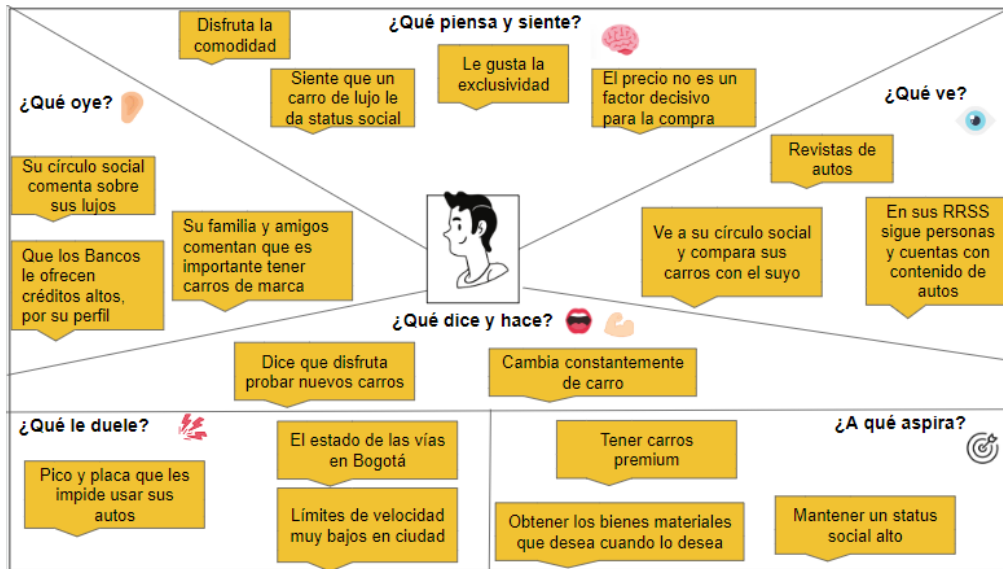 ¿Qué piensa y siente?
Disfruta la
comodidad
Siente que un
carro de lujo le
da status social
Le gusta la
exclusividad
El precio no es un
factor decisivo
para la compra
¿Qué oye?
Su círculo social
comenta sobre
sus lujos
Que los Bancos
le ofrecen
créditos altos,
por su perfil
Su familia y amigos
comentan que es
importante tener
carros de marca
¿Qué ve?
Revistas de
autos
Ve a su círculo social
y compara sus
carros con el suyo
En sus RRSS
sigue personas
y cuentas con
contenido de
autos
¿Qué dice y hace?
Dice que disfruta
probar nuevos carros
Cambia constantemente
de carro
¿Qué le duele?
Pico y placa que les
impide usar sus
autos
El estado de las vías
en Bogotá
Límites de velocidad
muy bajos en ciudad
¿A qué aspira?
Tener carros
premium
Obtener los bienes materiales
que desea cuando lo desea
Mantener un status
social alto